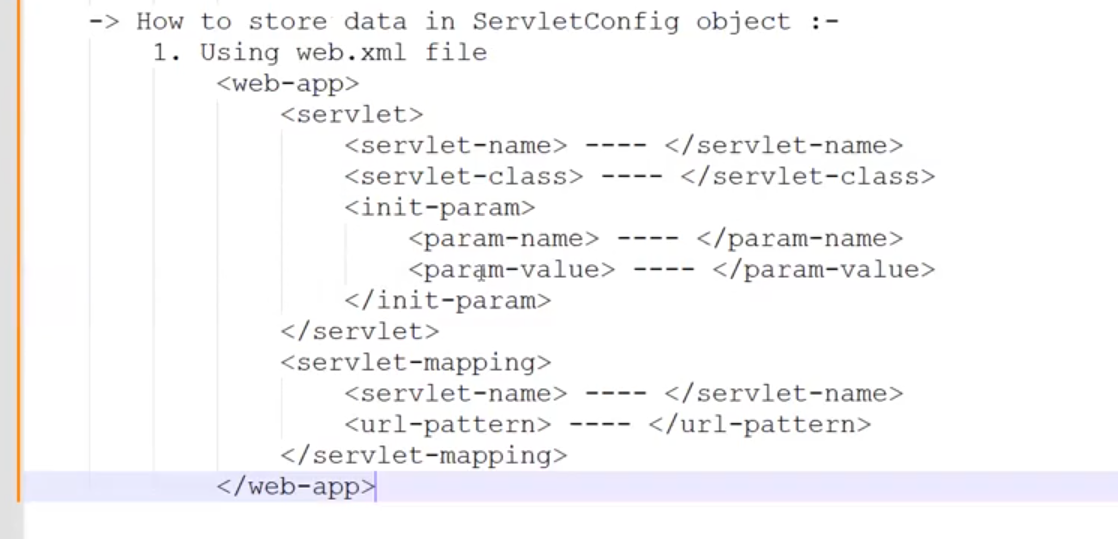 -> How to store data in ServletConfig object :-
1. Using web.xml file
<web-app>
<servlet>
<servlet-name> ---- </servlet-name>
<servlet-class> ---- </servlet-class>
<init-param>
<param-name> ---- </param-name>
<param-value> ---- </param-value>
</init-param>
</servlet>
<servlet-mapping>
<servlet-name> ---- </servlet-name>
<url-pattern> ---- </url-pattern>
</servlet-mapping>
</web-app>